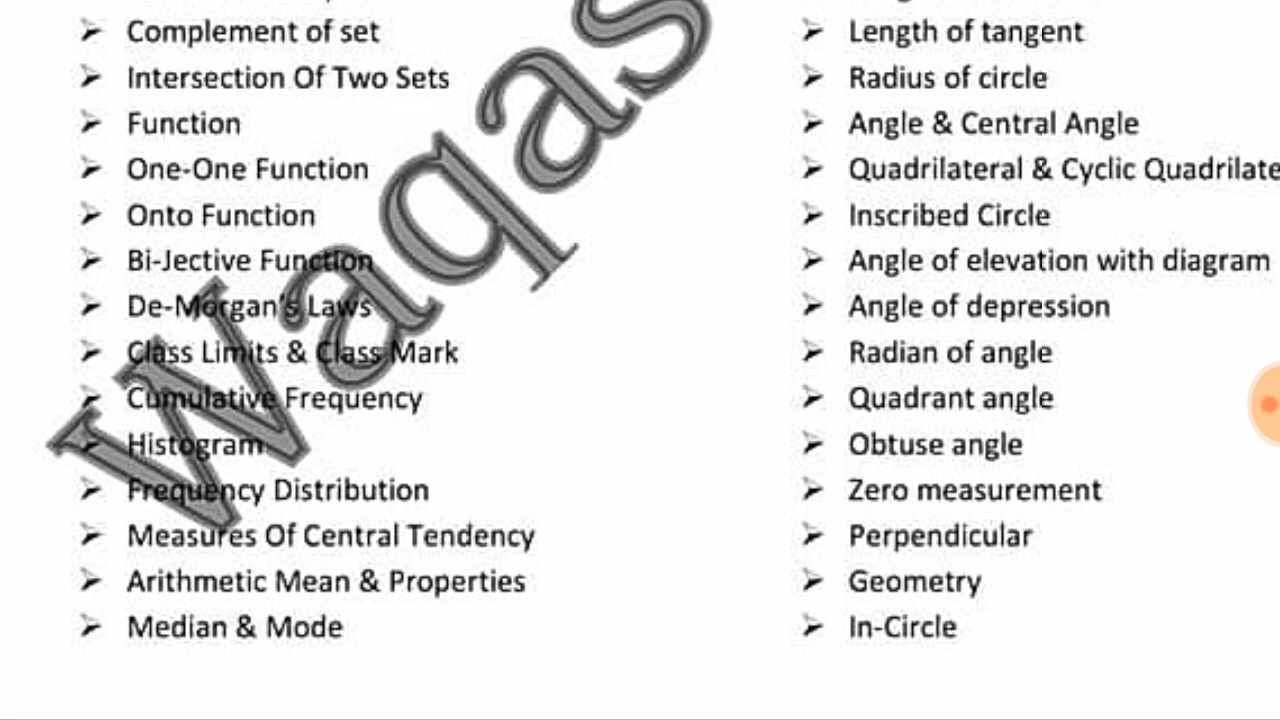 Complement of set
Intersection Of Two Sets
Function
One-One Function
Onto Function
Bi-Jective Function
De-Morgan's Laws
Class Limits & Class Mark
Cumulative Frequency
Histogram
Frequency Distribution
Measures Of Central Tendency
Arithmetic Mean & Properties
Median & Mode
Length of tangent
Radius of circle
Angle & Central Angle
Quadrilateral & Cyclic Quadrilate
Inscribed Circle
Angle of elevation with diagram
Angle of depression
Radian of angle
Quadrant angle
Obtuse angle
Zero measurement
Perpendicular
Geometry
In-Circle
Waqas